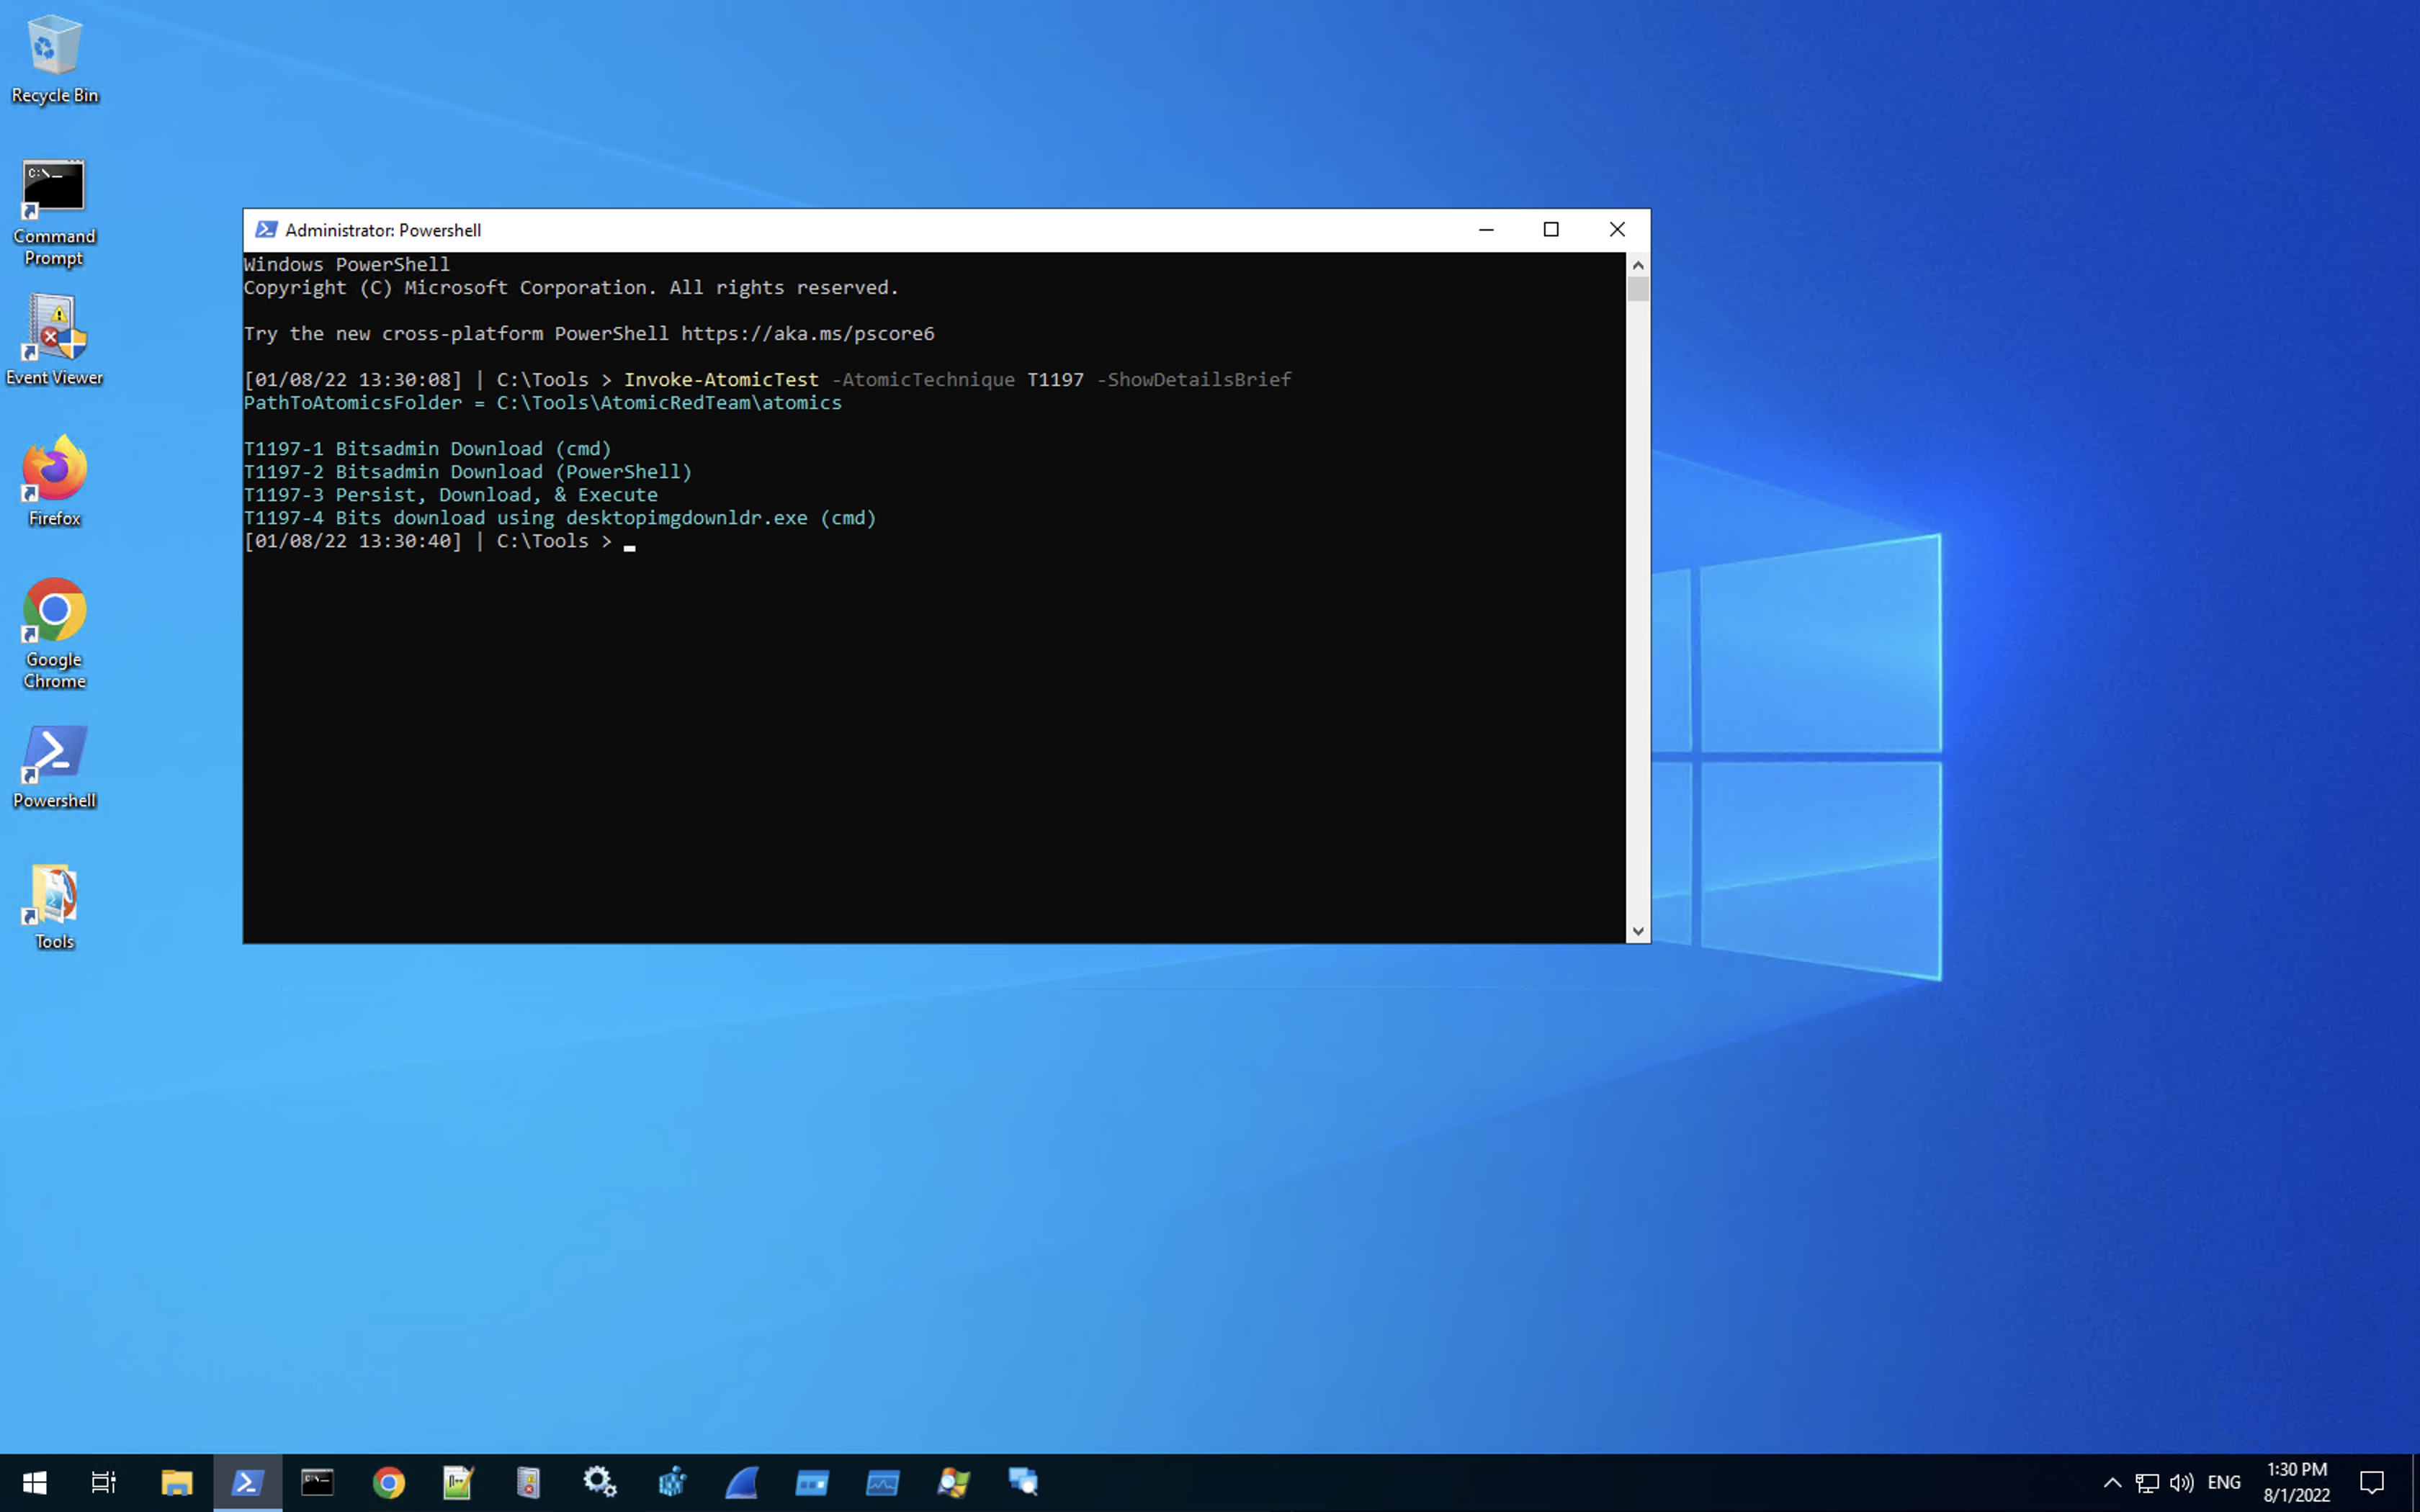 Recycle Bin
Command
Prompt
Event Viewer
Firefox
Google
Chrome
Powershell
Tools
Administrator: Powershell
Windows PowerShell
Copyright (C) Microsoft Corporation. All rights reserved.
Try the new cross-platform PowerShell https://aka.ms/pscore6
[01/08/22 13:30:08] | C:\Tools > Invoke-AtomicTest -AtomicTechnique T1197 -ShowDetailsBrief
PathToAtomicsFolder = C:\Tools\AtomicRedTeam\atomics
T1197-1 Bitsadmin Download (cmd)
T1197-2 Bitsadmin Download (PowerShell)
T1197-3 Persist, Download, & Execute
T1197-4 Bits download using desktopimgdownldr.exe (cmd)
[01/08/22 13:30:40] | C:\Tools >
ENG
1:30 PM
8/1/2022